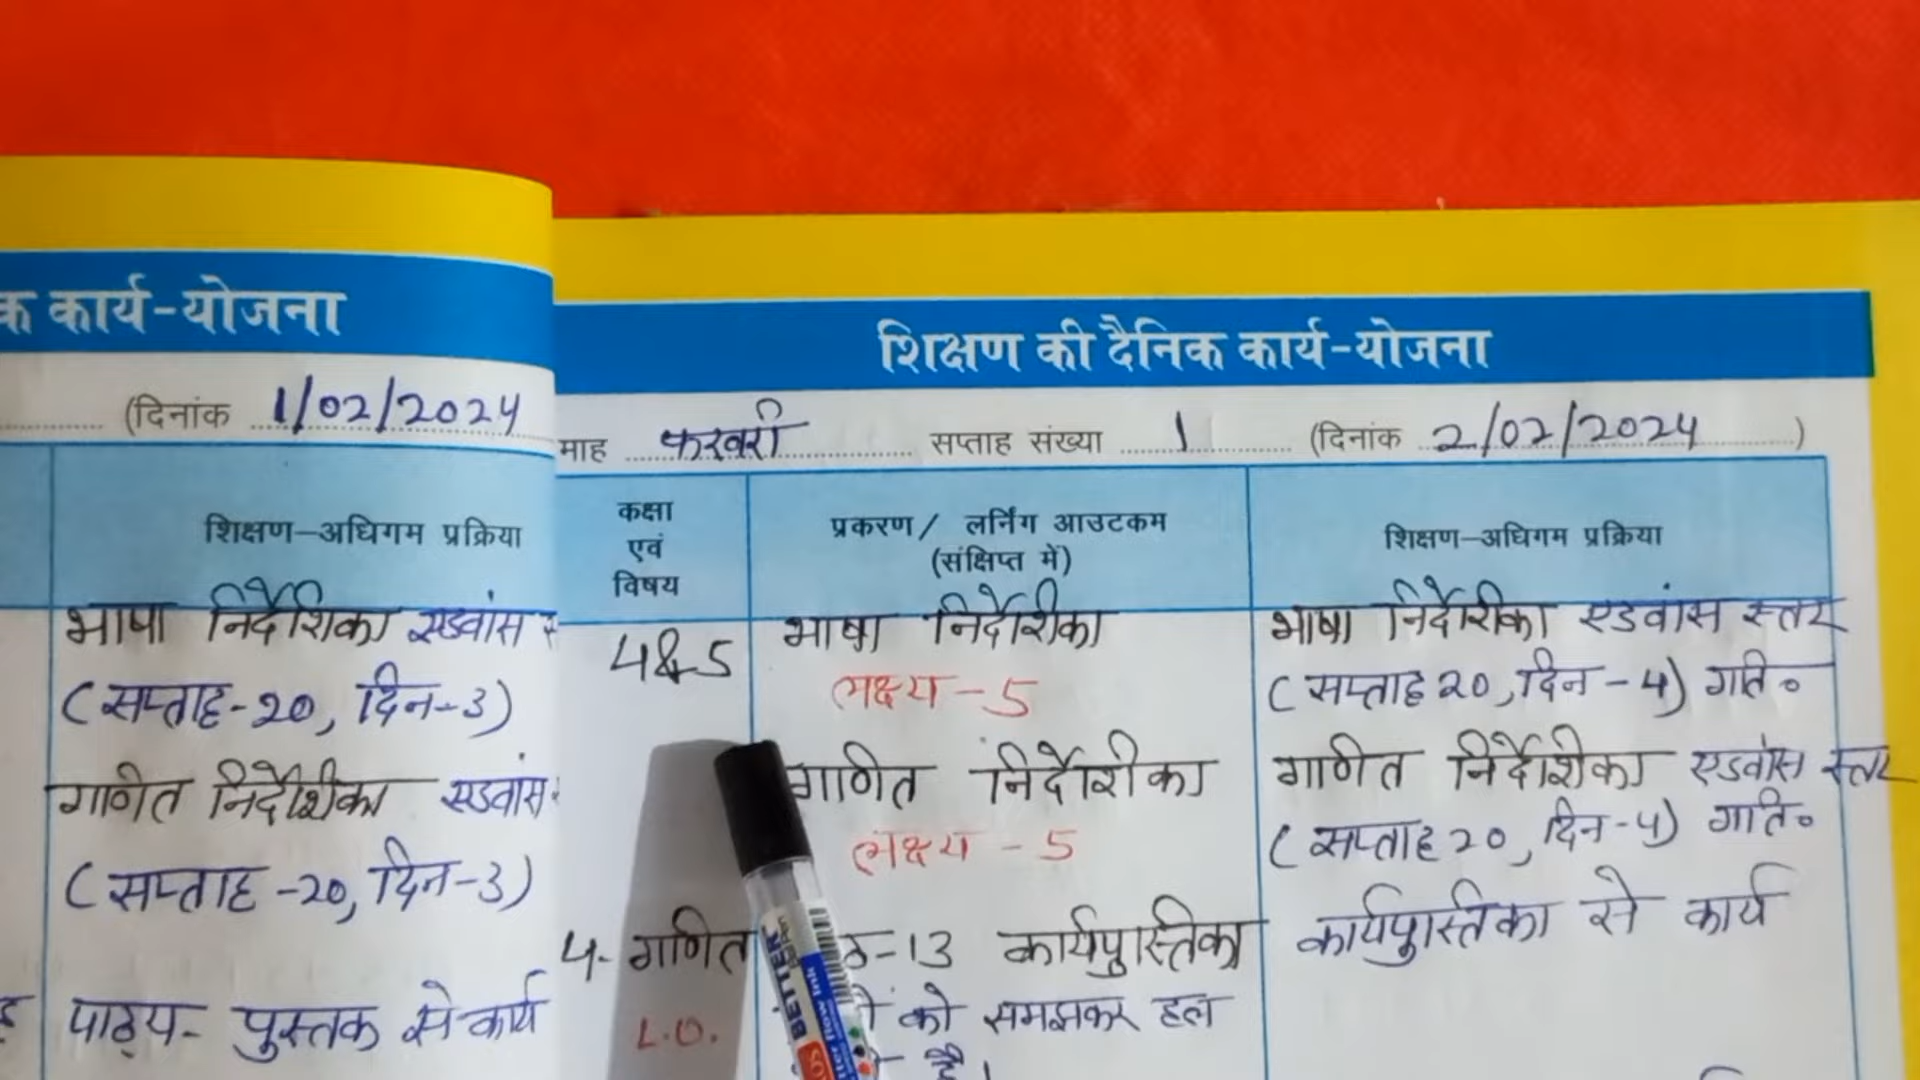 कार्य-योजना
(दिनांक 1/02/2024
शिक्षण–अधिगम प्रक्रिया
भाषा निर्देशिका एडवांस
(सप्ताह-20, दिन-3)
गणित निर्देशिका एडवांस
(सप्ताह-20, दिन-3)
पाठ्य- पुस्तक से कार्य
शिक्षण की दैनिक कार्य-योजना
माह फरवरी सप्ताह संख्या 1 (दिनांक 2/02/2024)
कक्षा
एवं
विषय
प्रकरण/ लर्निंग आउटकम
(संक्षिप्त में)
शिक्षण–अधिगम प्रक्रिया
4&5
भाषा निर्देशिका
लक्ष्य-5
गणित निर्देशिका
लक्ष्य-5
भाषा निर्देशिका एडवांस स्तर
(सप्ताह 20, दिन-4) गति॰
गणित निर्देशिका एडवांस स्तर
(सप्ताह 20, दिन-4) गति॰
4- गणित
-13 कार्यपुस्तिका
कार्यपुस्तिका से कार्य
L.O.
को समझकर हल
BETTER